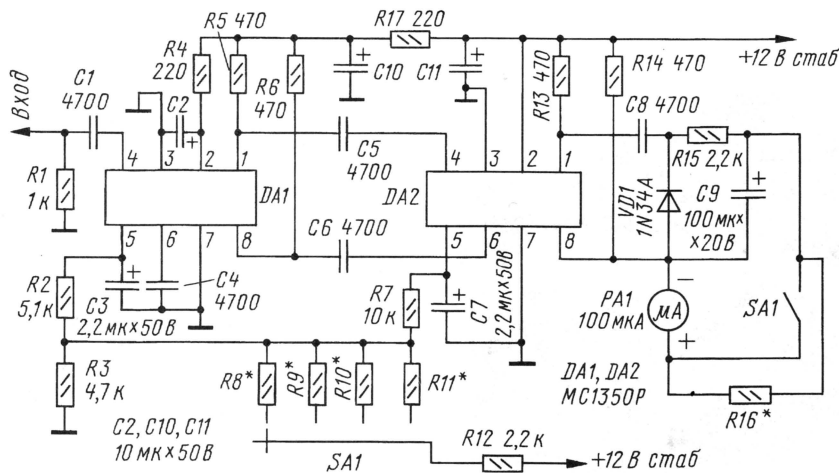 R5 470
R17 220
R4
220
+12 В стаб
Вход
C1
4700
C2
R6
470
C10
C11
R13 470
R14 470
C8 4700
4 3 2 1
DA1
C5
4700
4 3 2 1
DA2
R15 2,2 к
VD1
1N34A
C9
100 мк×
×20В
R1
1 к
5 6 7 8
C6 4700
5 6 7 8
R2
5,1 к
C3
2,2 мк×50В
C4
4700
R7
10 к
C7
2,2 мк×50В
PA1
100 мкА
μA
SA1
R3
4,7 к
R8*
R9*
R10*
R11*
DA1, DA2
MC1350P
R16*
C2, C10, C11
10 мк×50В
SA1
R12 2,2 к
+12 В стаб